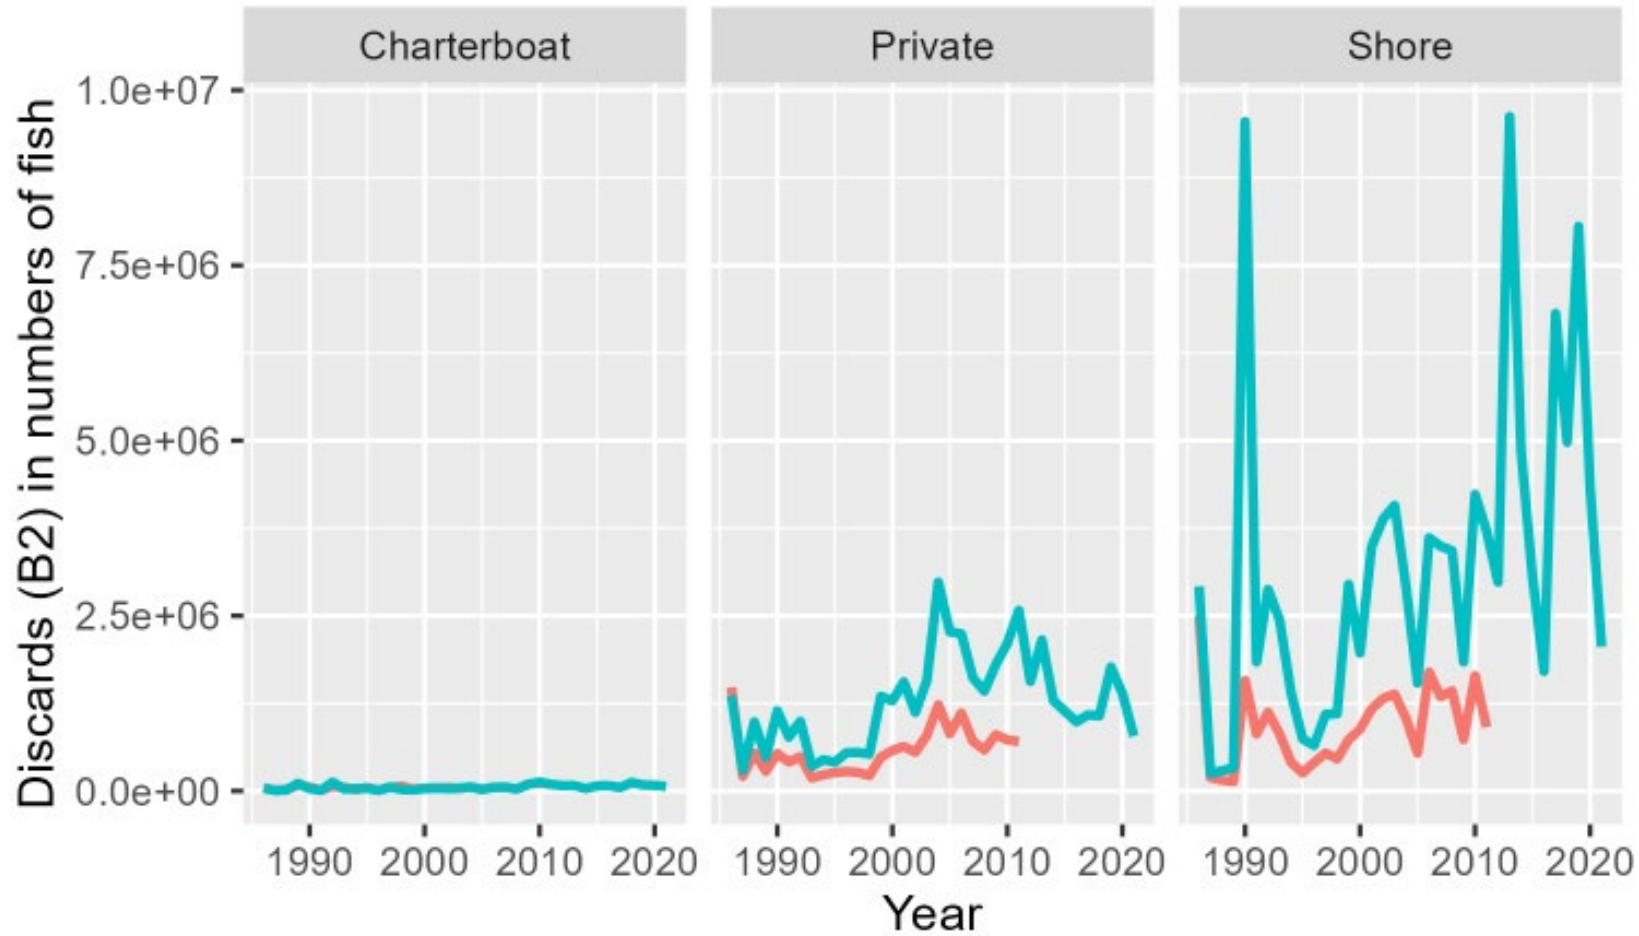 Charterboat Private Shore
1.0e+07
7.5e+06
5.0e+06
2.5e+06
0.0e+00
Discards (B2) in numbers of fish
1990 2000 2010 2020 1990 2000 2010 2020 1990 2000 2010 2020
Year